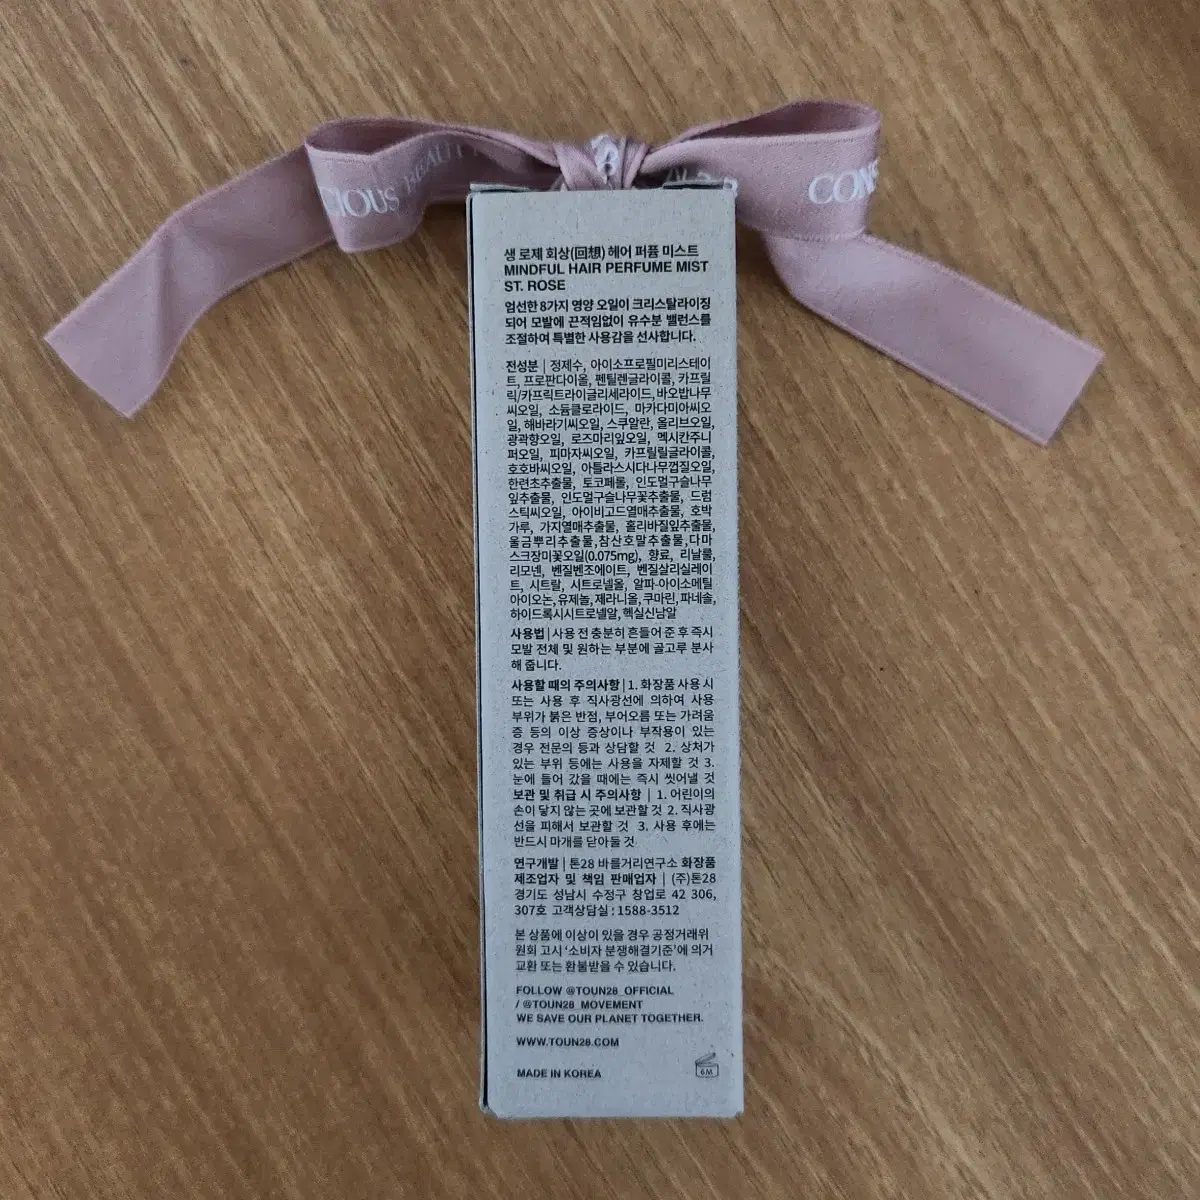 CIOUS BEAUTY
CONS
생 로제 회상(回想) 헤어 퍼퓸 미스트
MINDFUL HAIR PERFUME MIST
ST. ROSE
엄선한 8가지 영양 오일이 크리스탈라이징
되어 모발에 끈적임없이 유수분 밸런스를
조절하여 특별한 사용감을 선사합니다.
전성분 | 정제수, 아이소프로필미리스테이
트, 프로판다이올, 펜틸렌글라이콜, 카프릴
릭/카프릭트라이글리세라이드, 바오밥나무
씨오일, 소듐클로라이드, 마카다미아씨오
일, 해바라기씨오일, 스쿠알란, 올리브오일,
광곽향오일, 로즈마리잎오일, 멕시칸주니
퍼오일, 피마자씨오일, 카프릴릴글라이콜,
호호바씨오일, 아틀라스시다나무껍질오일,
한련초추출물, 토코페롤, 인도멀구슬나무
잎추출물, 인도멀구슬나무꽃추출물, 드럼
스틱씨오일, 아이비고드열매추출물, 호박
가루, 가지열매추출물, 홀리바질잎추출물,
울금뿌리추출물,참산호말추출물,다마
스크장미꽃오일(0.075mg), 향료, 리날룰,
리모넨, 벤질벤조에이트, 벤질살리실레이
트, 시트랄, 시트로넬올, 알파-아이소메틸
아이오논, 유제놀, 제라니올, 쿠마린, 파네솔,
하이드록시시트로넬알, 헥실신남알
사용법 | 사용 전 충분히 흔들어 준 후 즉시
모발 전체 및 원하는 부분에 골고루 분사
해 줍니다.
사용할 때의 주의사항 | 1. 화장품 사용 시
또는 사용 후 직사광선에 의하여 사용
부위가 붉은 반점, 부어오름 또는 가려움
증 등의 이상 증상이나 부작용이 있는
경우 전문의 등과 상담할 것 2. 상처가
있는 부위 등에는 사용을 자제할 것 3.
눈에 들어 갔을 때에는 즉시 씻어낼 것
보관 및 취급 시 주의사항 | 1. 어린이의
손이 닿지 않는 곳에 보관할 것 2. 직사광
선을 피해서 보관할 것 3. 사용 후에는
반드시 마개를 닫아둘 것
연구개발 | 톤28 바를거리연구소 화장품
제조업자 및 책임 판매업자 | (주)톤28
경기도 성남시 수정구 창업로 42 306,
307호 고객상담실 : 1588-3512
본 상품에 이상이 있을 경우 공정거래위
원회 고시 '소비자 분쟁해결기준'에 의거
교환 또는 환불받을 수 있습니다.
FOLLOW @TOUN28_OFFICIAL
/ @TOUN28_MOVEMENT
WE SAVE OUR PLANET TOGETHER.
WWW.TOUN28.COM
MADE IN KOREA
6M